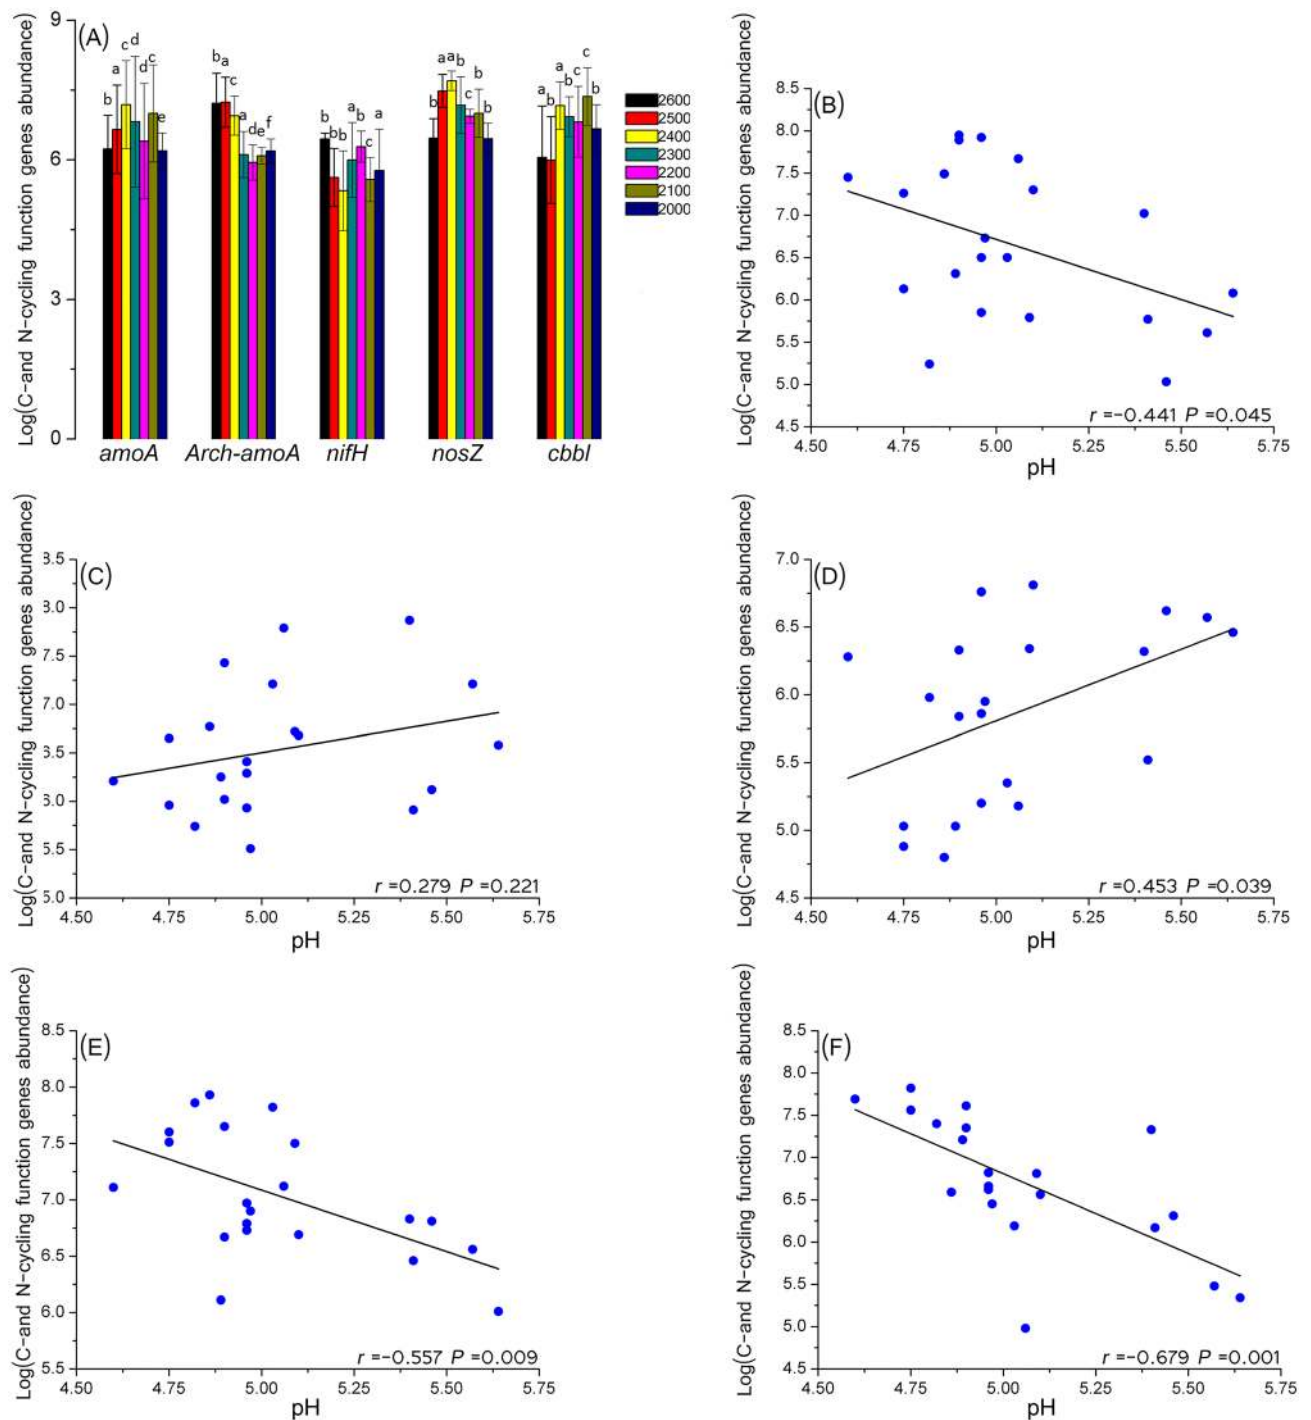 (A)
Log(C-and N-cycling function genes abundance)
9
6
3
0
b a c d d c e
b a c a d e f
b b b a b c a
b a a b c b b
a b a b c c b
2600
2500
2400
2300
2200
2100
2000
amoA Arch-amoA nifH nosZ cbbl
(B)
Log(C-and N-cycling function genes abundance)
8.5
8.0
7.5
7.0
6.5
6.0
5.5
5.0
4.5
r =-0.441 P =0.045
4.50 4.75 5.00 5.25 5.50 5.75
pH
(C)
Log(C-and N-cycling function genes abundance)
3.5
3.0
7.5
7.0
3.5
3.0
5.5
5.0
r =0.279 P =0.221
4.50 4.75 5.00 5.25 5.50 5.75
pH
(D)
Log(C-and N-cycling function genes abundance)
7.0
6.5
6.0
5.5
5.0
4.5
r =0.453 P =0.039
4.50 4.75 5.00 5.25 5.50 5.75
pH
(E)
Log(C-and N-cycling function genes abundance)
8.5
8.0
7.5
7.0
6.5
6.0
5.5
r =-0.557 P =0.009
4.50 4.75 5.00 5.25 5.50 5.75
pH
(F)
Log(C-and N-cycling function genes abundance)
8.5
8.0
7.5
7.0
6.5
6.0
5.5
5.0
4.5
r =-0.679 P =0.001
4.50 4.75 5.00 5.25 5.50 5.75
pH